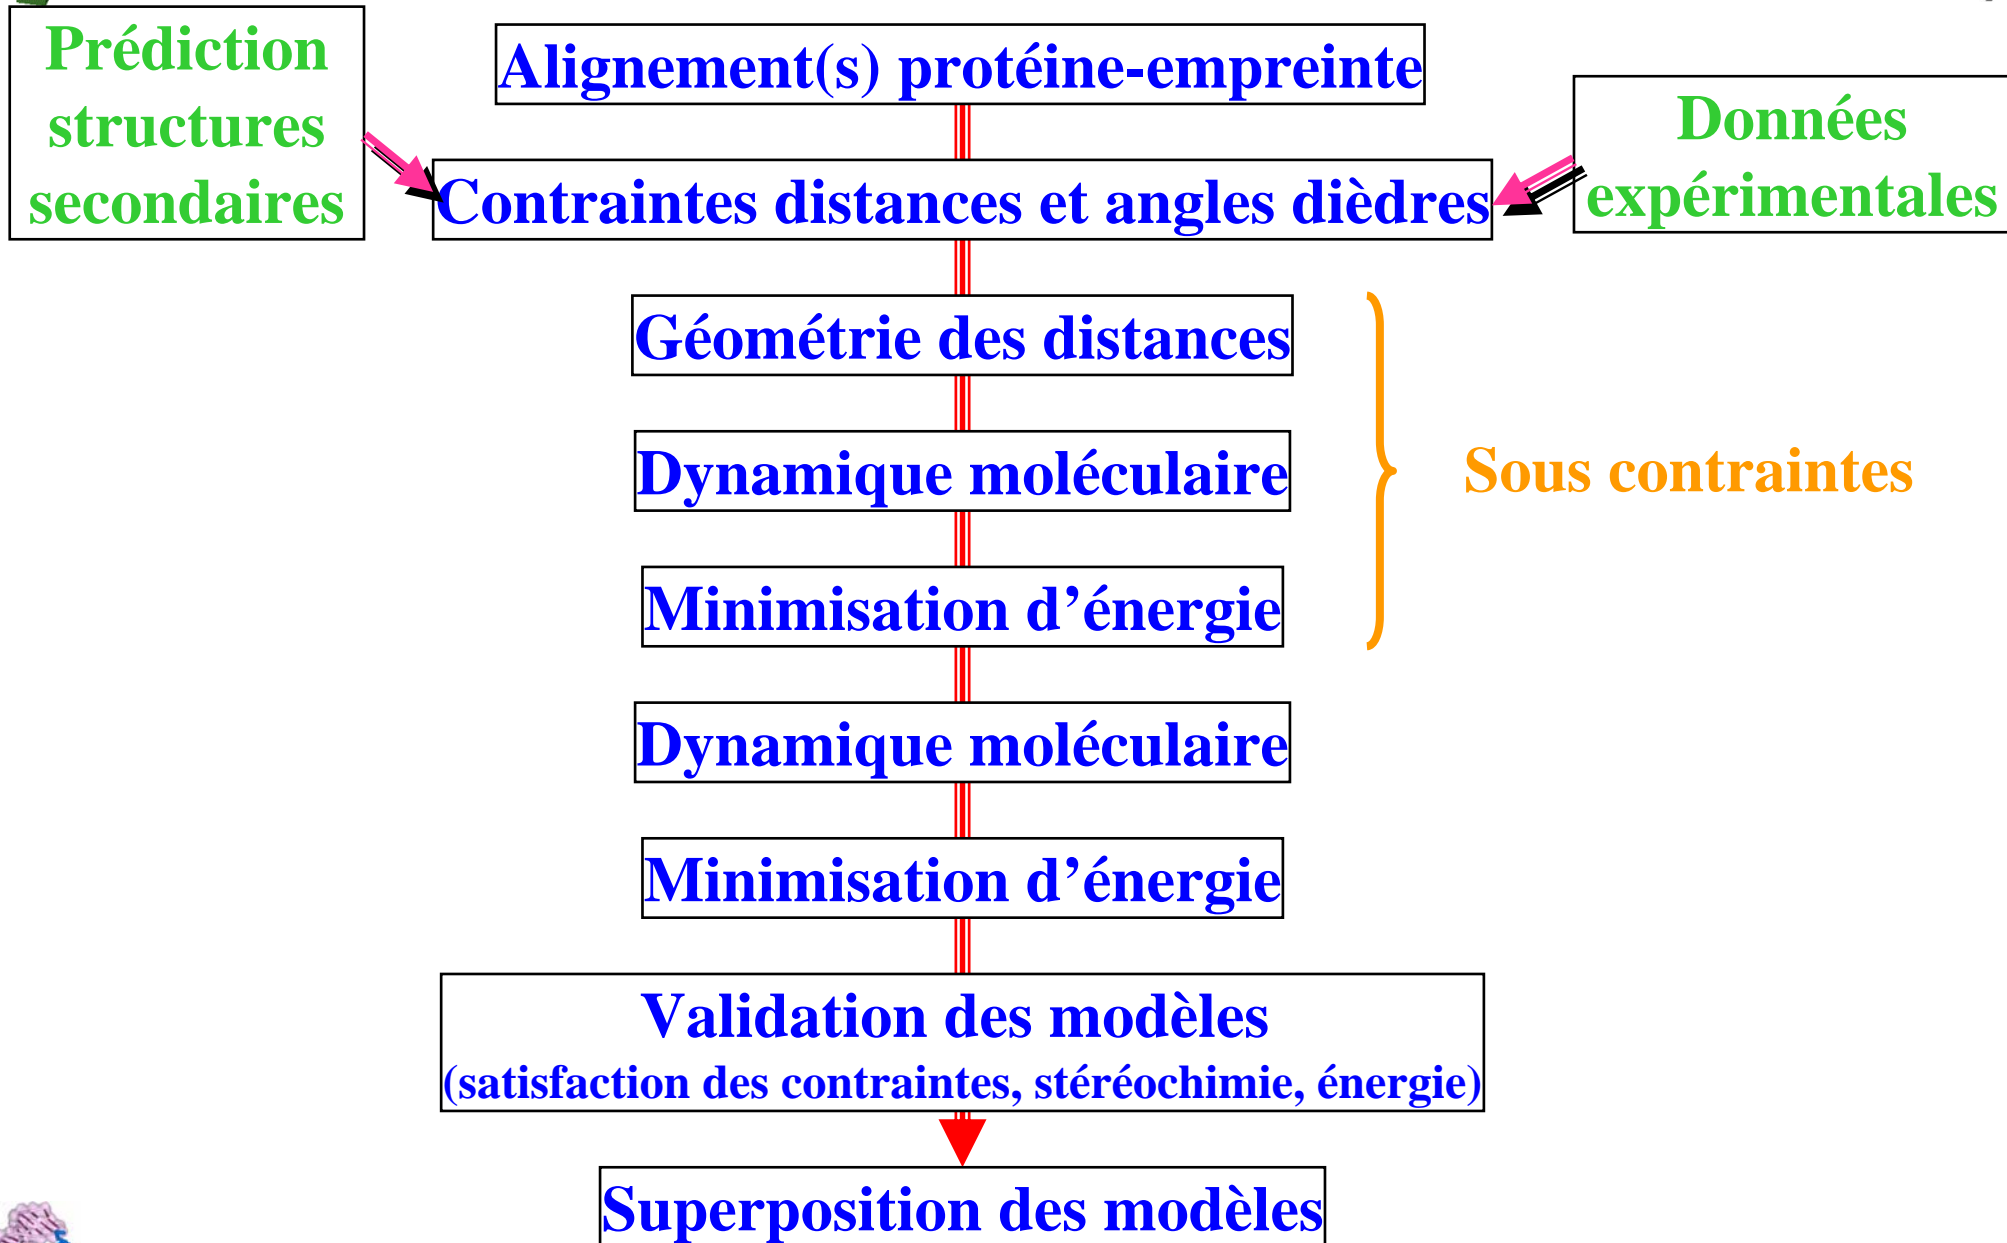 Prédiction
structures
secondaires
Alignement(s) protéine-empreinte
Données
expérimentales
Contraintes distances et angles dièdres
Géométrie des distances
Dynamique moléculaire
Sous contraintes
Minimisation d’énergie
Dynamique moléculaire
Minimisation d’énergie
Validation des modèles
(satisfaction des contraintes, stéréochimie, énergie)
Superposition des modèles